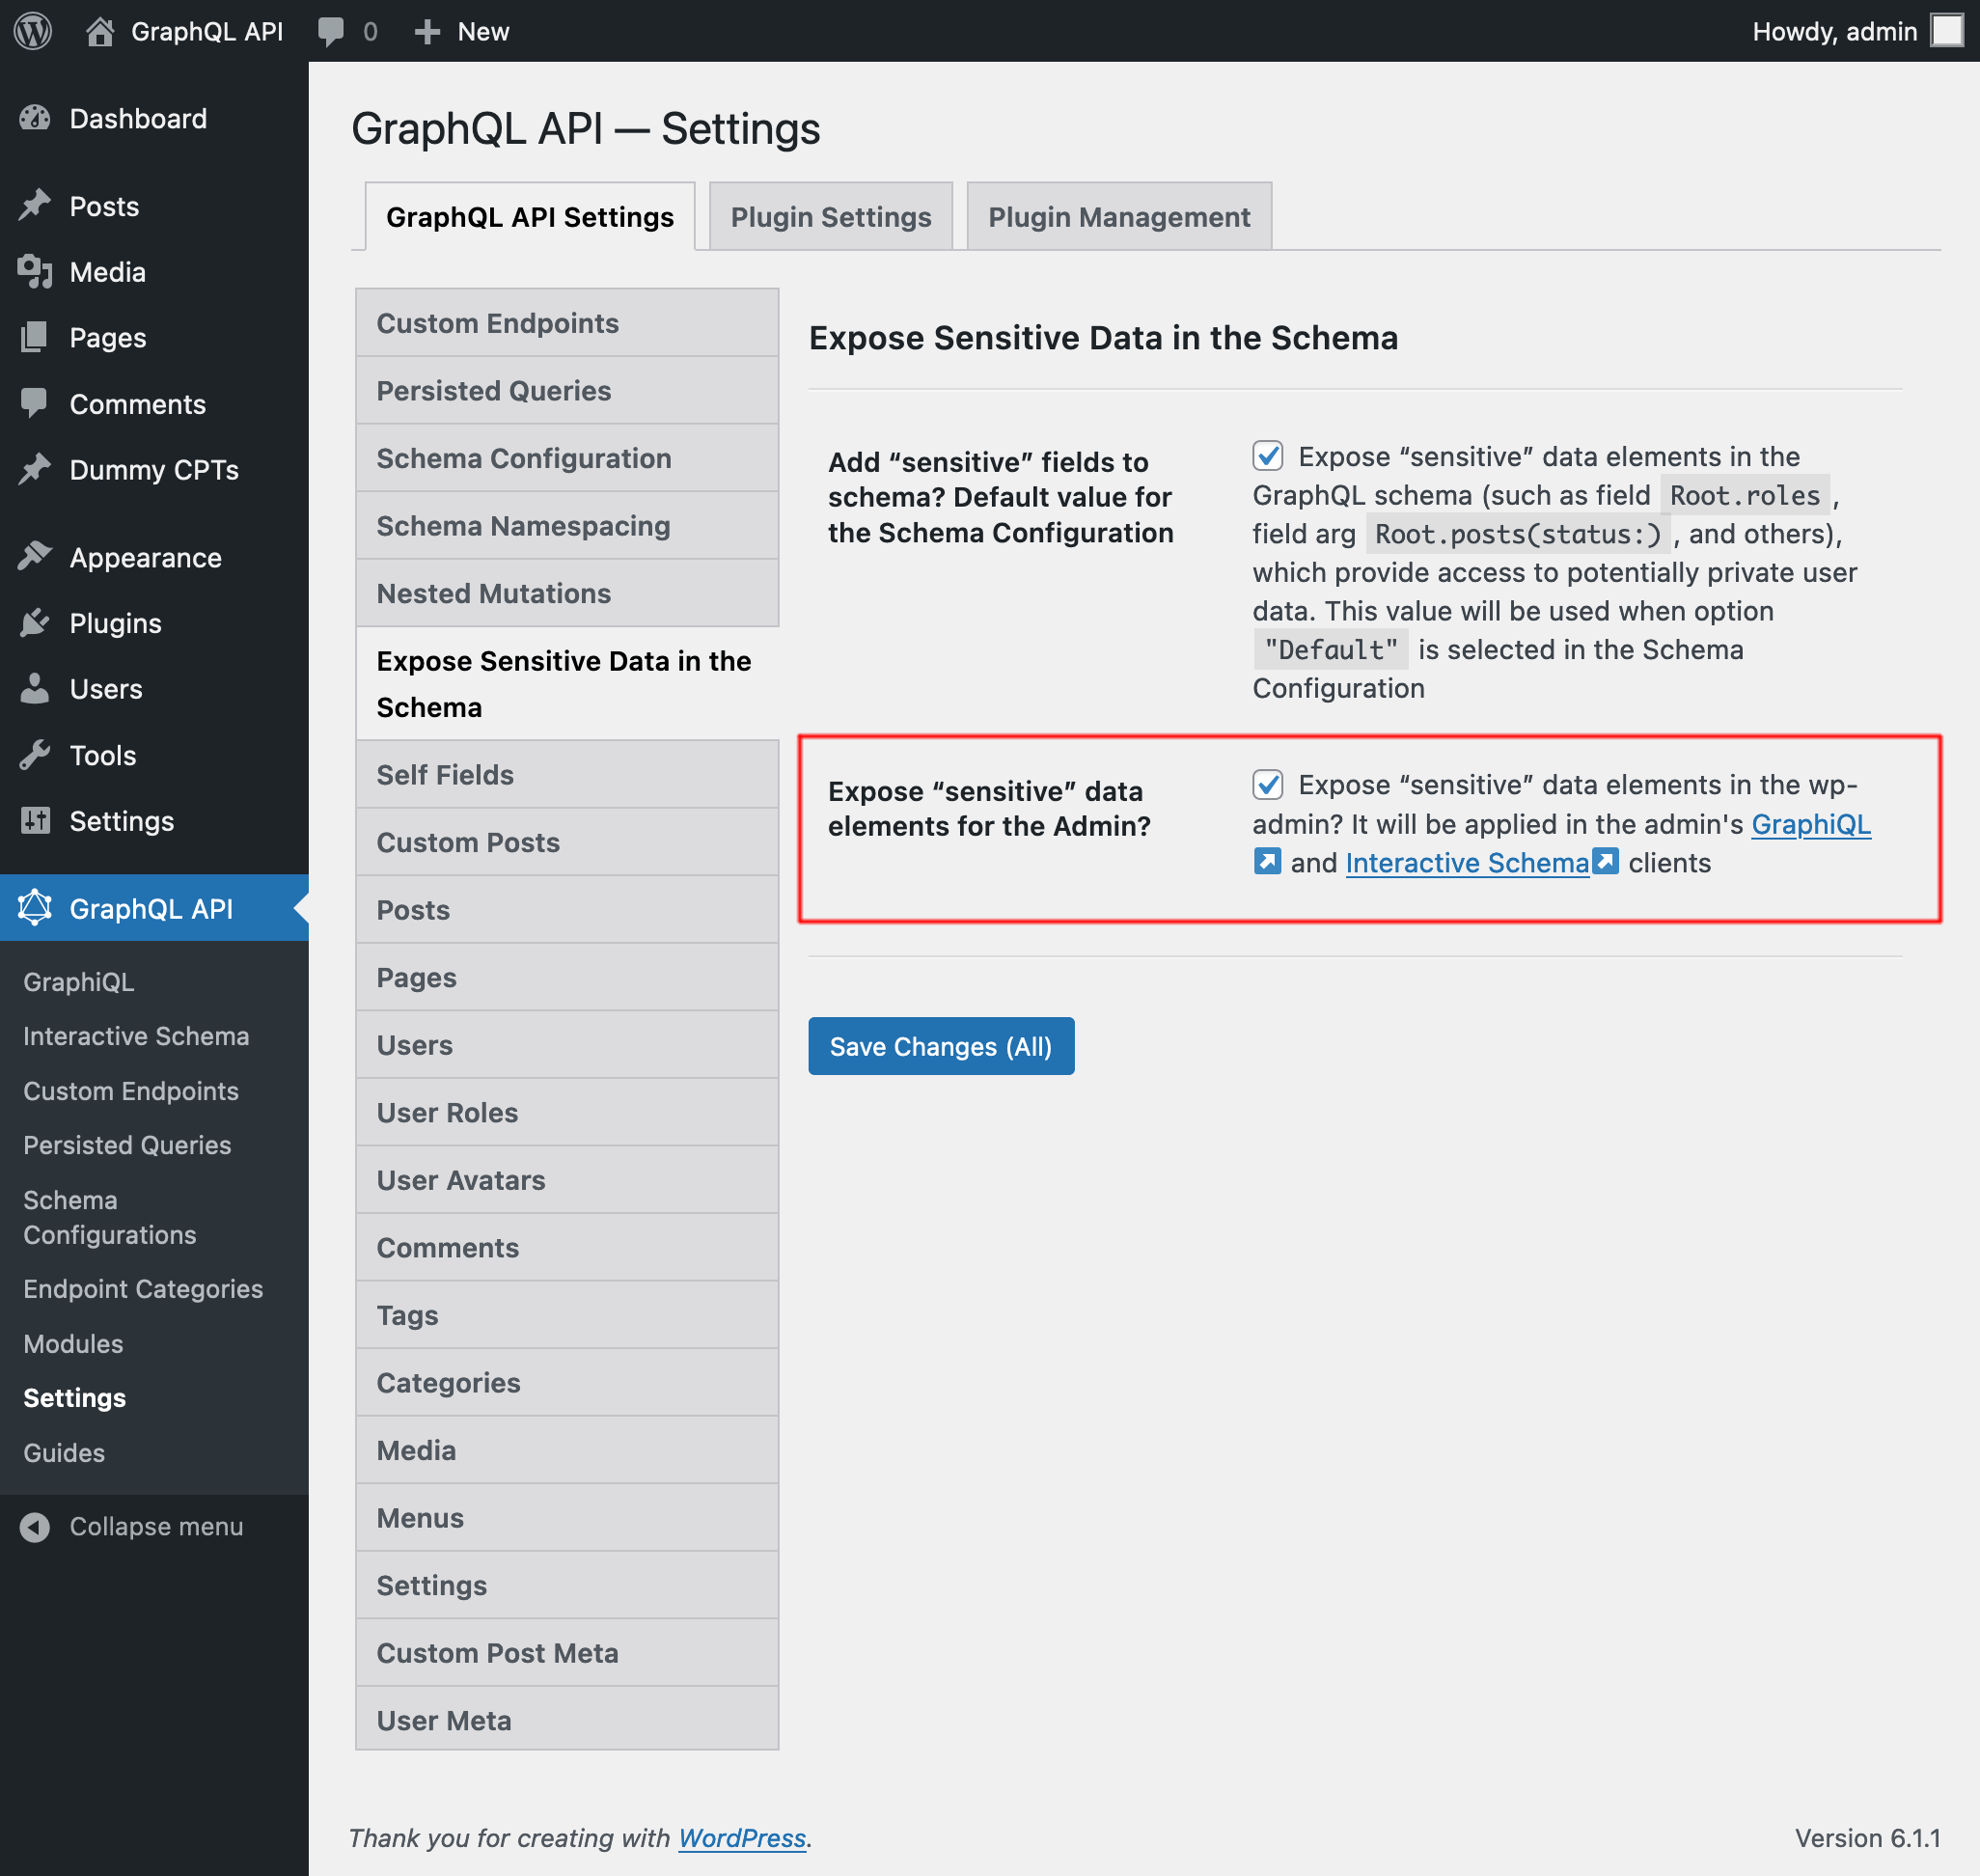 GraphQL API 0 New Howdy, admin
Dashboard
Posts
Media
Pages
Comments
Dummy CPTs
Appearance
Plugins
Users
Tools
Settings
GraphQL API
GraphiQL
Interactive Schema
Custom Endpoints
Persisted Queries
Schema
Configurations
Endpoint Categories
Modules
Settings
Guides
Collapse menu
GraphQL API — Settings
GraphQL API Settings Plugin Settings Plugin Management
Custom Endpoints
Persisted Queries
Schema Configuration
Schema Namespacing
Nested Mutations
Expose Sensitive Data in the
Schema
Self Fields
Custom Posts
Posts
Pages
Users
User Roles
User Avatars
Comments
Tags
Categories
Media
Menus
Settings
Custom Post Meta
User Meta
Expose Sensitive Data in the Schema
Add “sensitive” fields to
schema? Default value for
the Schema Configuration
Expose “sensitive” data elements in the
GraphQL schema (such as field Root.roles ,
field arg Root.posts(status:) , and others),
which provide access to potentially private user
data. This value will be used when option
"Default" is selected in the Schema
Configuration
Expose “sensitive” data
elements for the Admin?
Expose “sensitive” data elements in the wp-
admin? It will be applied in the admin's GraphiQL
and Interactive Schema clients
Save Changes (All)
Thank you for creating with WordPress.
Version 6.1.1